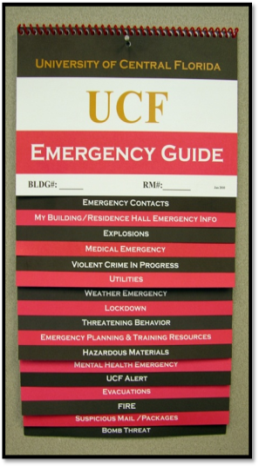 UNIVERSITY OF CENTRAL FLORIDA
UCF
EMERGENCY GUIDE
BLDG#: ______ RM#:______
EMERGENCY CONTACTS
MY BUILDING/RESIDENCE HALL EMERGENCY INFO
EXPLOSIONS
MEDICAL EMERGENCY
VIOLENT CRIME IN PROGRESS
UTILITIES
WEATHER EMERGENCY
LOCKDOWN
THREATENING BEHAVIOR
EMERGENCY PLANNING & TRAINING RESOURCES
HAZARDOUS MATERIALS
MENTAL HEALTH EMERGENCY
UCF ALERT
EVACUATIONS
FIRE
SUSPICIOUS MAIL /PACKAGES
BOMB THREAT